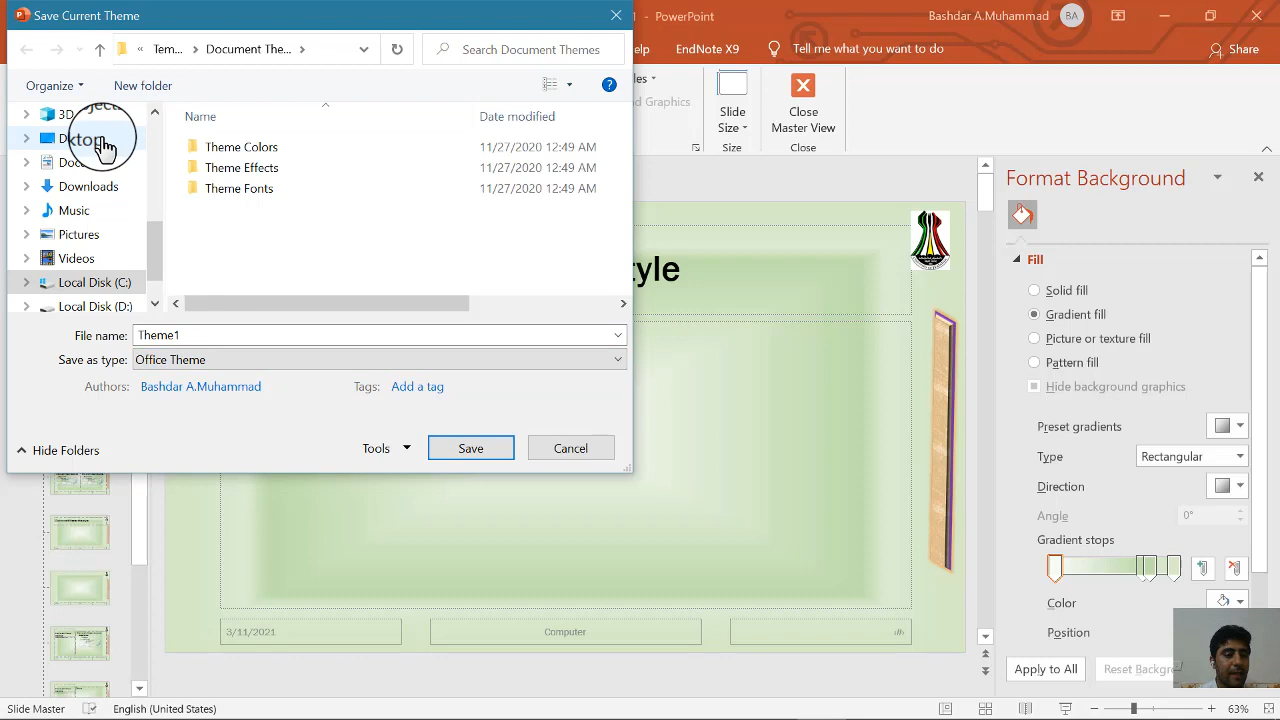 Save Current Theme
PowerPoint
Bashdar A.Muhammad
BA
« Tem... > Document The... >
Search Document Themes
EndNote X9
Tell me what you want to do
Share
Organize
New folder
Name
Date modified
Theme Colors 11/27/2020 12:49 AM
Theme Effects 11/27/2020 12:49 AM
Theme Fonts 11/27/2020 12:49 AM
3D
Downloads
Music
Pictures
Videos
Local Disk (C:)
Local Disk (D:)
File name: Theme1
Save as type: Office Theme
Authors: Bashdar A.Muhammad
Tags: Add a tag
Hide Folders
Tools
Save
Cancel
Graphics
Slide
Size
Size
Close
Master View
Close
3/11/2021
Computer
Format Background
Fill
Solid fill
Gradient fill
Picture or texture fill
Pattern fill
Hide background graphics
Preset gradients
Type Rectangular
Direction
Angle 0°
Gradient stops
Color
Position
Apply to All
Slide Master
English (United States)
63%